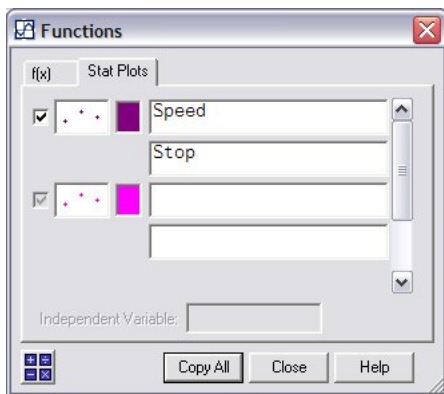 Functions
f(x) Stat Plots
Speed
Stop
Independent Variable:
Copy All Close Help